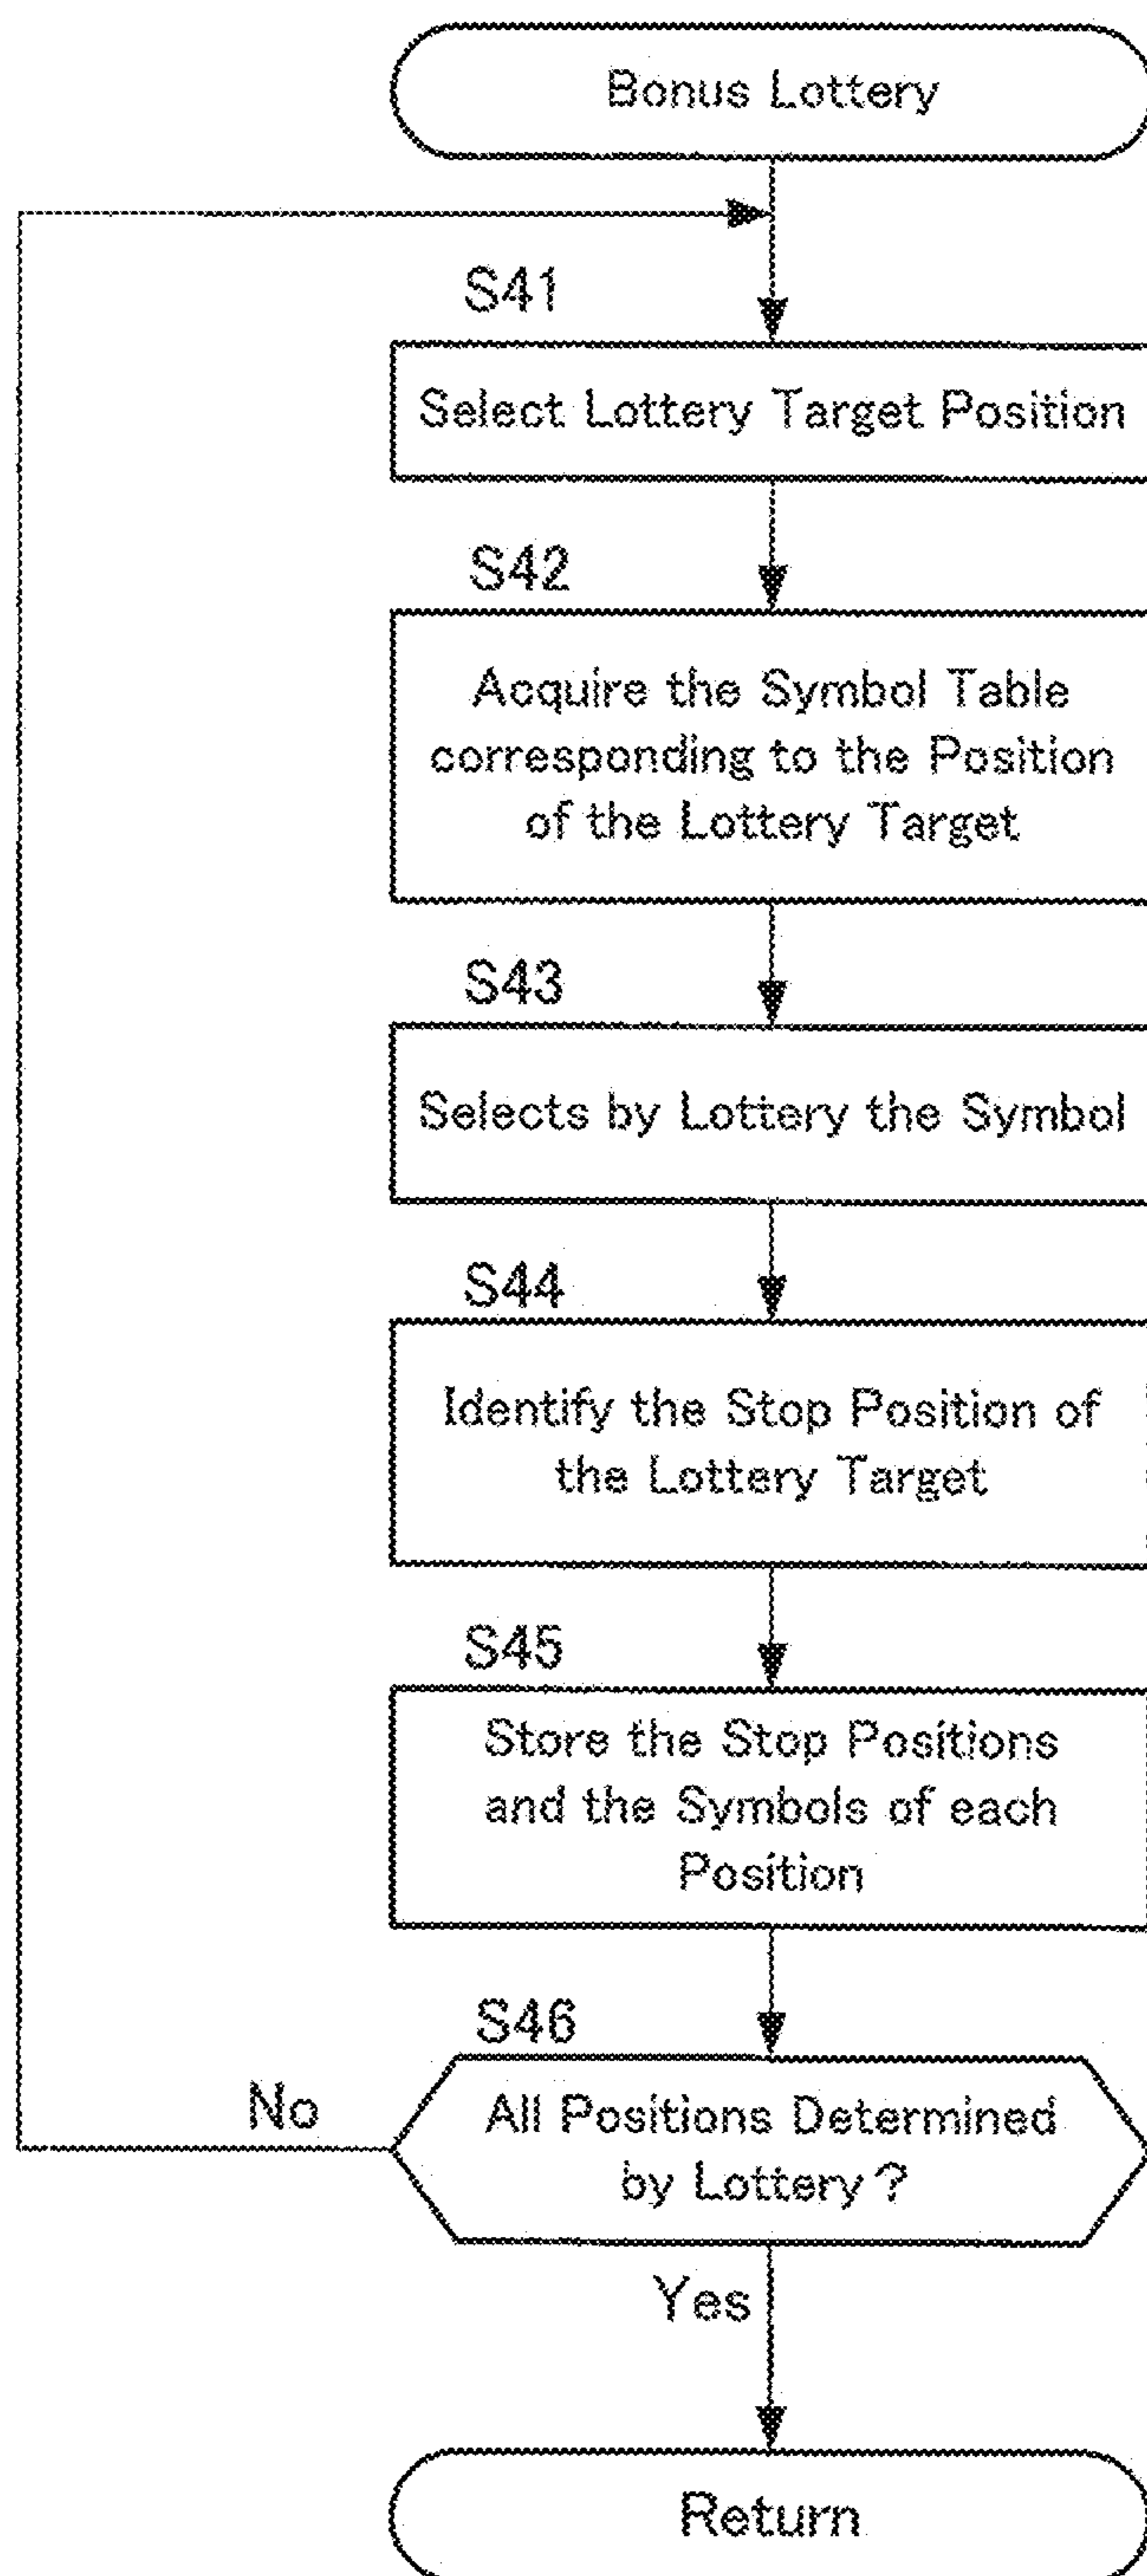 Bonus Lottery
S41
Select Lottery Target Position
S42
Acquire the Symbol Table
corresponding to the Position
of the Lottery Target
S43
Selects by Lottery the Symbol
S44
Identify the Stop Position of
the Lottery Target
S45
Store the Stop Positions
and the Symbols of each
Position
S46
No
All Positions Determined
by Lottery ?
Yes
Return